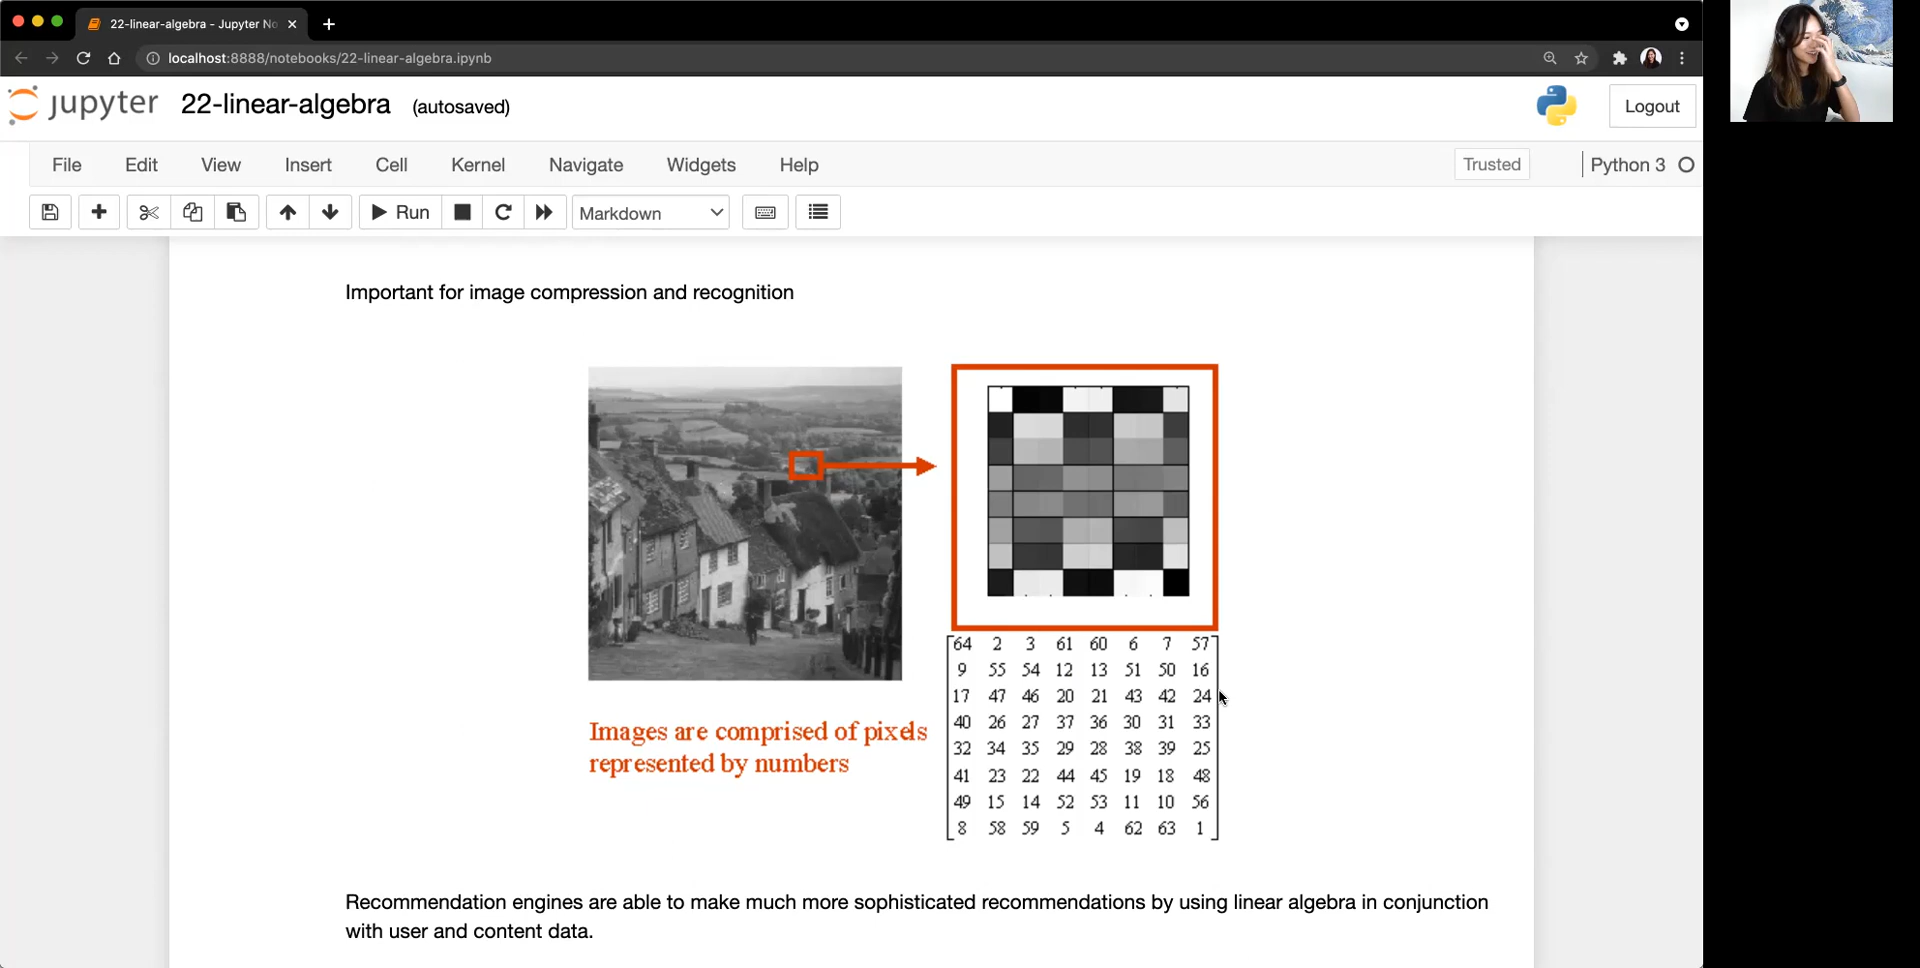 22-linear-algebra - Jupyter No
localhost:8888/notebooks/22-linear-algebra.ipynb
jupyter 22-linear-algebra (autosaved)
Logout
File Edit View Insert Cell Kernel Navigate Widgets Help
Trusted
Python 3
Run
Markdown
Important for image compression and recognition
64 2 3 61 60 6 7 57
9 55 54 12 13 51 50 16
17 47 46 20 21 43 42 24
40 26 27 37 36 30 31 33
32 34 35 29 28 38 39 25
41 23 22 44 45 19 18 48
49 15 14 52 53 11 10 56
8 58 59 5 4 62 63 1
Images are comprised of pixels
represented by numbers
Recommendation engines are able to make much more sophisticated recommendations by using linear algebra in conjunction
with user and content data.